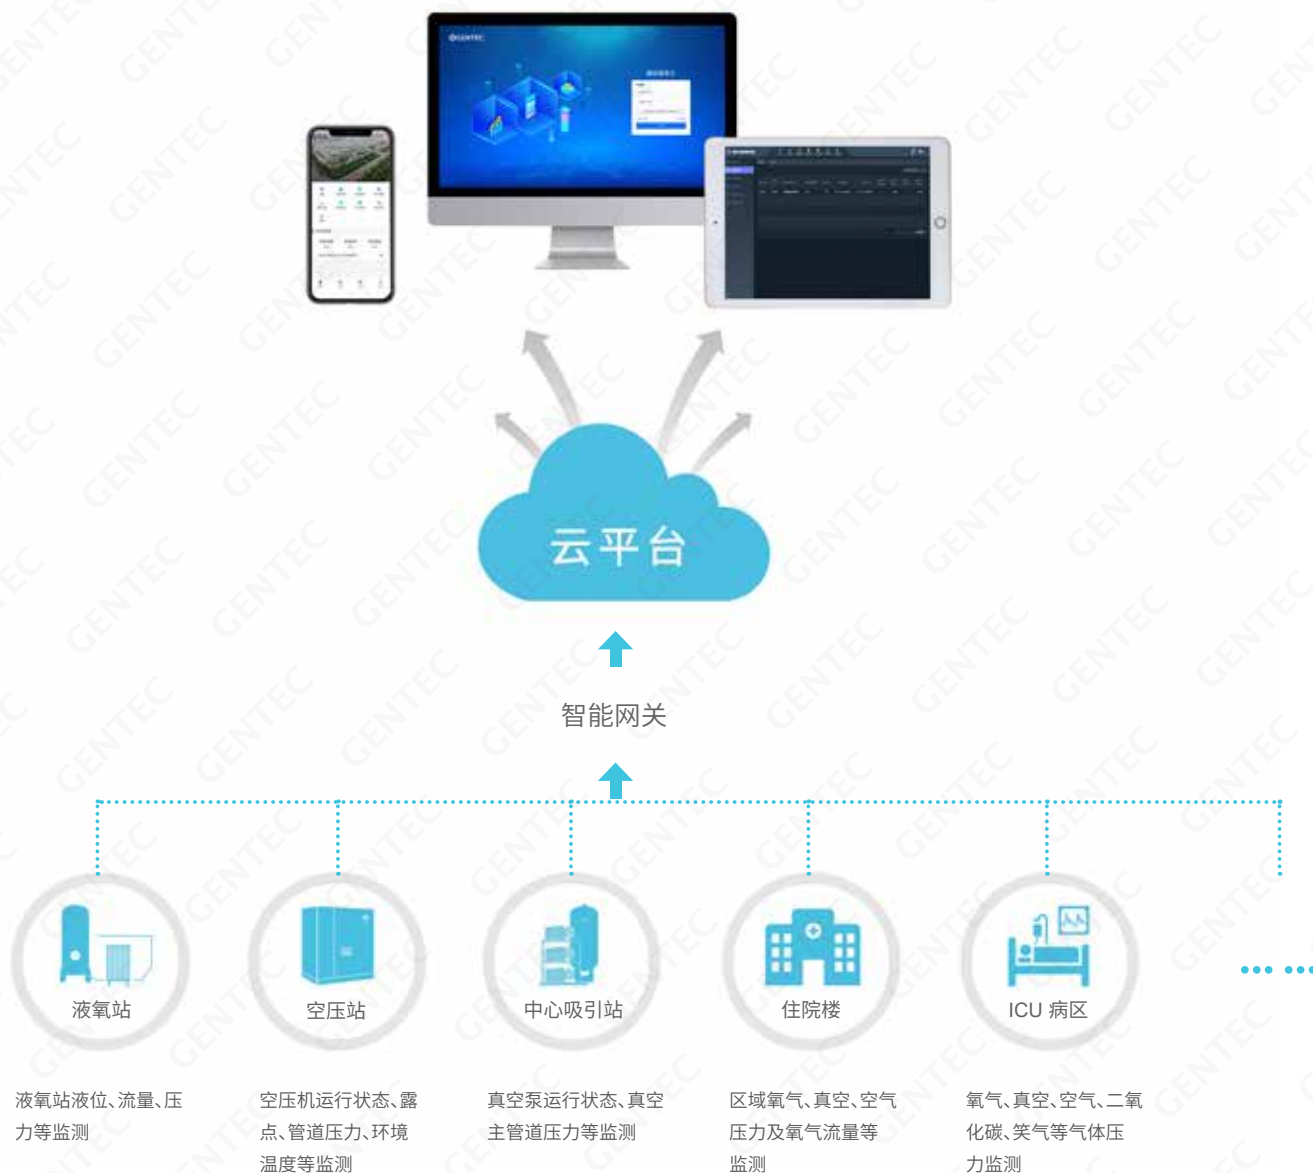 GENTEC
云平台
智能网关
液氧站
空压站
中心吸引站
住院楼
ICU 病区
液氧站液位、流量、压
力等监测
空压机运行状态、露
点、管道压力、环境
温度等监测
真空泵运行状态、真空
主管道压力等监测
区域氧气、真空、空气
压力及氧气流量等
监测
氧气、真空、空气、二氧
化碳、笑气等气体压
力监测